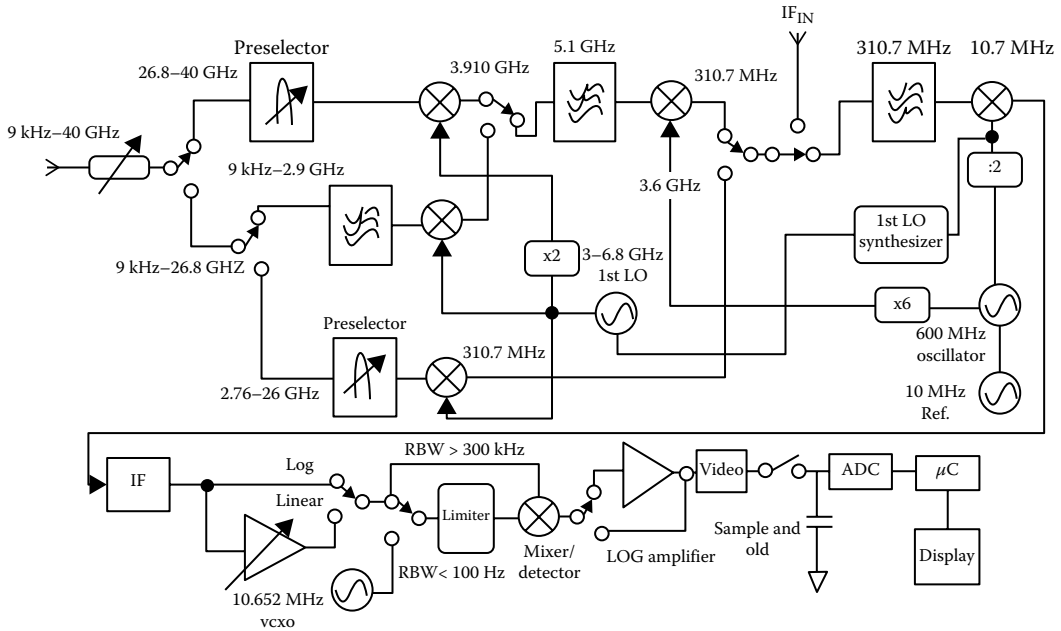 IF_IN
Preselector
5.1 GHz
310.7 MHz
10.7 MHz
26.8–40 GHz
3.910 GHz
310.7 MHz
9 kHz–40 GHz
9 kHz–2.9 GHz
3.6 GHz
:2
1st LO
synthesizer
9 kHz–26.8 GHZ
x2
3–6.8 GHz
1st LO
x6
Preselector
310.7 MHz
600 MHz
oscillator
2.76–26 GHz
10 MHz
Ref.
RBW > 300 kHz
IF
Log
Linear
Limiter
Video
ADC
μC
Mixer/
detector
LOG amplifier
Sample and
old
Display
RBW< 100 Hz
10.652 MHz
vcxo